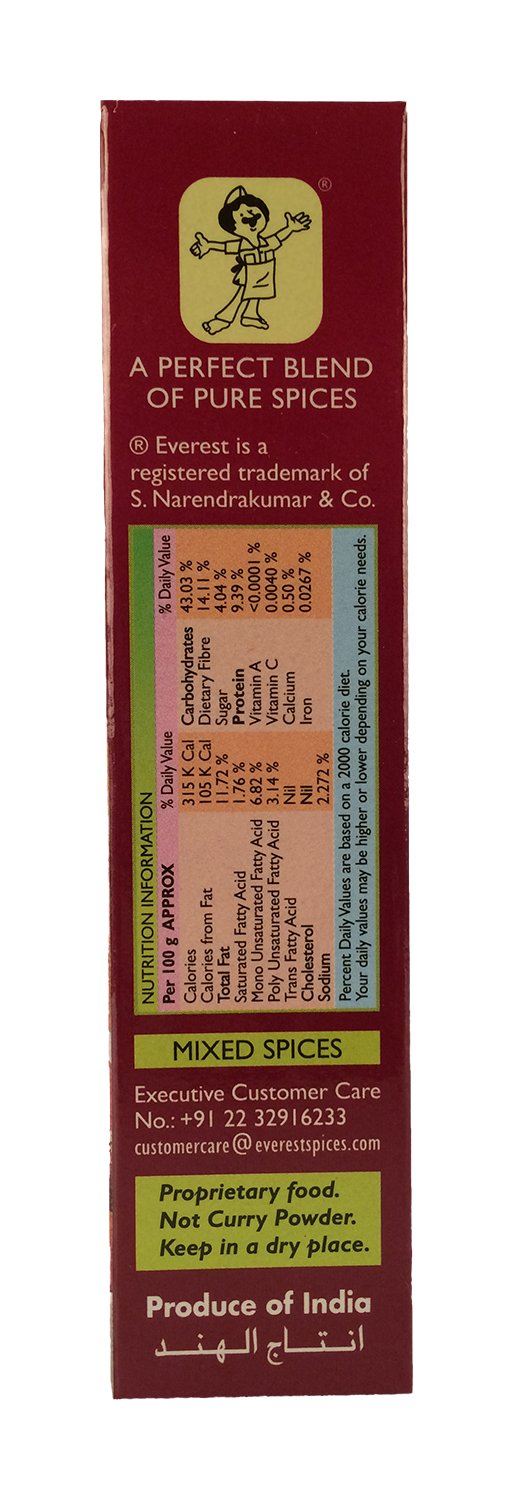 ®
A PERFECT BLEND
OF PURE SPICES
® Everest is a
registered trademark of
S. Narendrakumar & Co.
NUTRITION INFORMATION
Per 100 g APPROX % Daily Value % Daily Value
Calories 315 K Cal Carbohydrates 43.03 %
Calories from Fat 105 K Cal Dietary Fibre 14.11 %
Total Fat 11.72 % Sugar 4.04 %
Saturated Fatty Acid 1.76 % Protein 9.39 %
Mono Unsaturated Fatty Acid 6.82 % Vitamin A <0.0001 %
Poly Unsaturated Fatty Acid 3.14 % Vitamin C 0.0040 %
Trans Fatty Acid Nil Calcium 0.50 %
Cholesterol Nil Iron 0.0267 %
Sodium 2.272 %
Percent Daily Values are based on a 2000 calorie diet.
Your daily values may be higher or lower depending on your calorie needs.
MIXED SPICES
Executive Customer Care
No.: +91 22 32916233
customercare@everestspices.com
Proprietary food.
Not Curry Powder.
Keep in a dry place.
Produce of India
انتاج الهند